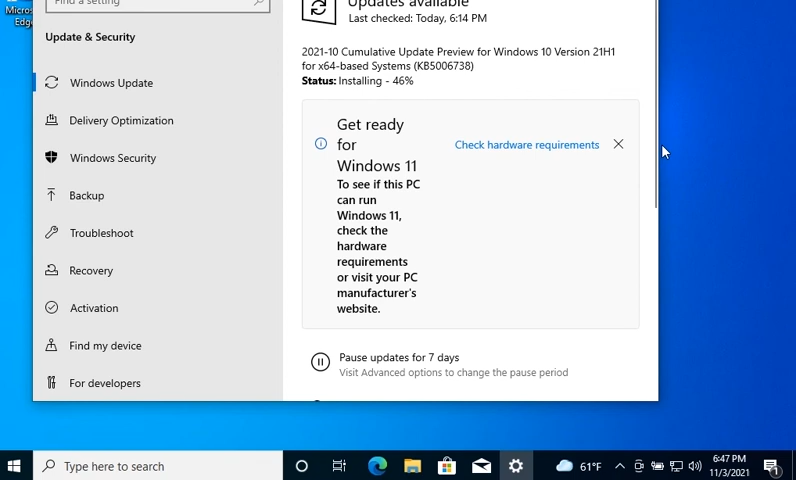 Micros
Edge
Find a setting
Update & Security
Windows Update
Delivery Optimization
Windows Security
Backup
Troubleshoot
Recovery
Activation
Find my device
For developers
Updates available
Last checked: Today, 6:14 PM
2021-10 Cumulative Update Preview for Windows 10 Version 21H1
for x64-based Systems (KB5006738)
Status: Installing - 46%
Get ready
for
Windows 11
To see if this PC
can run
Windows 11,
check the
hardware
requirements
or visit your PC
manufacturer's
website.
Check hardware requirements
Pause updates for 7 days
Visit Advanced options to change the pause period
Type here to search
61°F
6:47 PM
11/3/2021
1